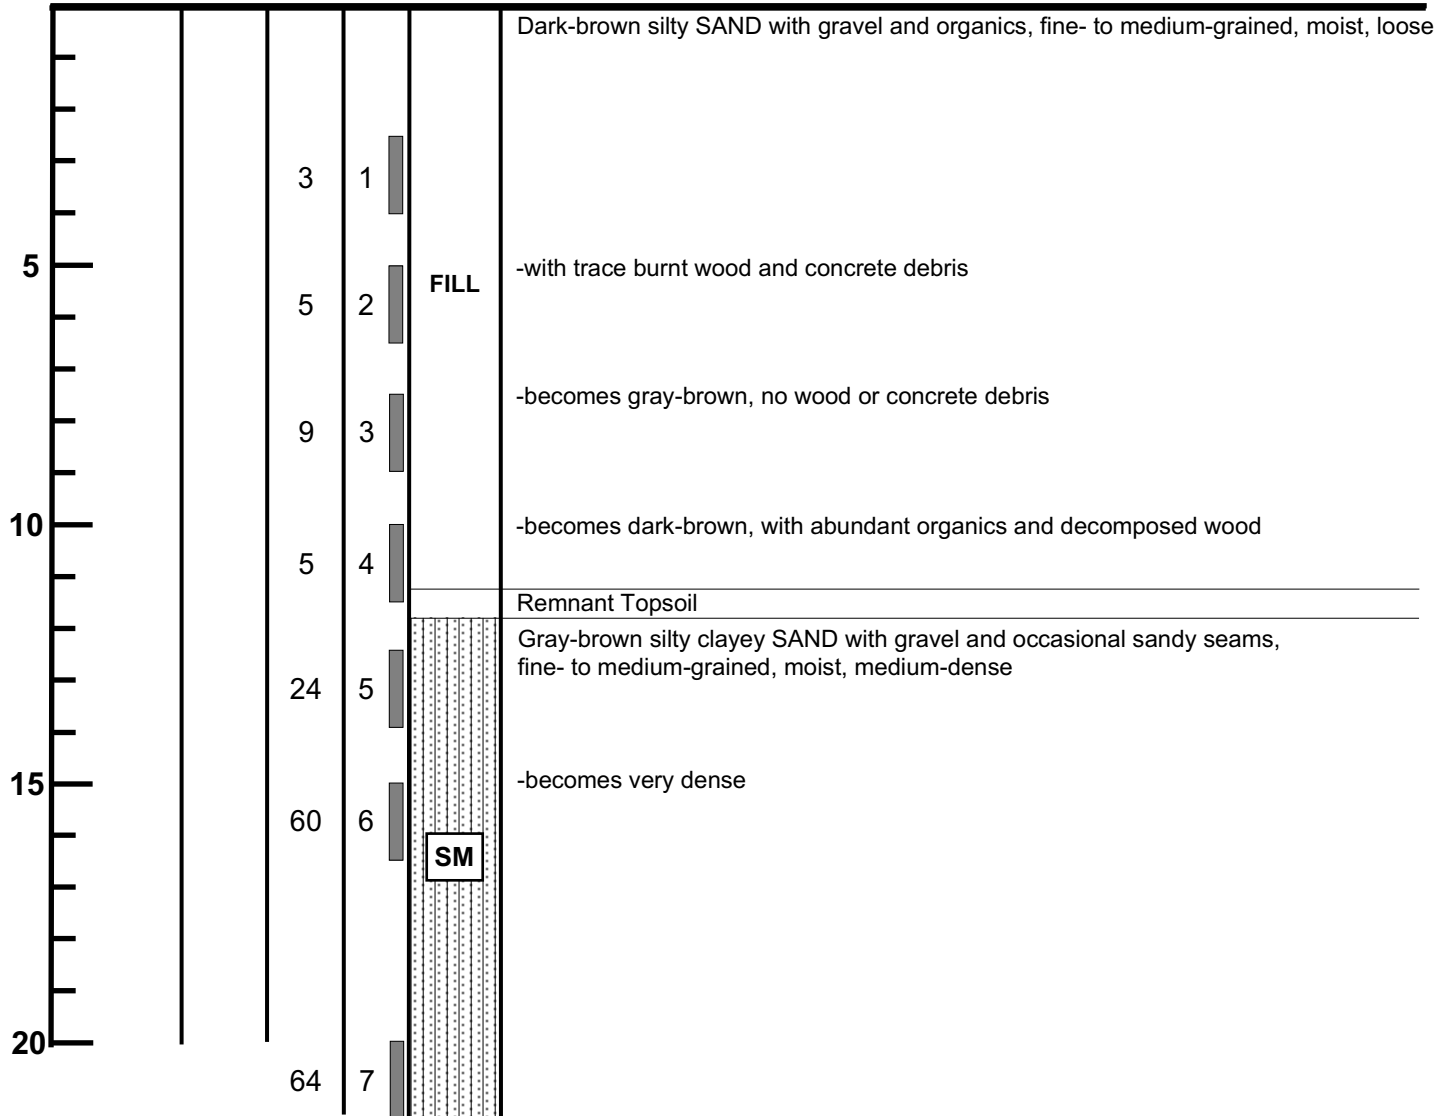 Dark-brown silty SAND with gravel and organics, fine- to medium-grained, moist, loose
3 1
5 -with trace burnt wood and concrete debris
FILL
5 2
-becomes gray-brown, no wood or concrete debris
9 3
10 -becomes dark-brown, with abundant organics and decomposed wood
5 4
Remnant Topsoil
Gray-brown silty clayey SAND with gravel and occasional sandy seams,
fine- to medium-grained, moist, medium-dense
24 5
15 -becomes very dense
60 6
SM
20
64 7